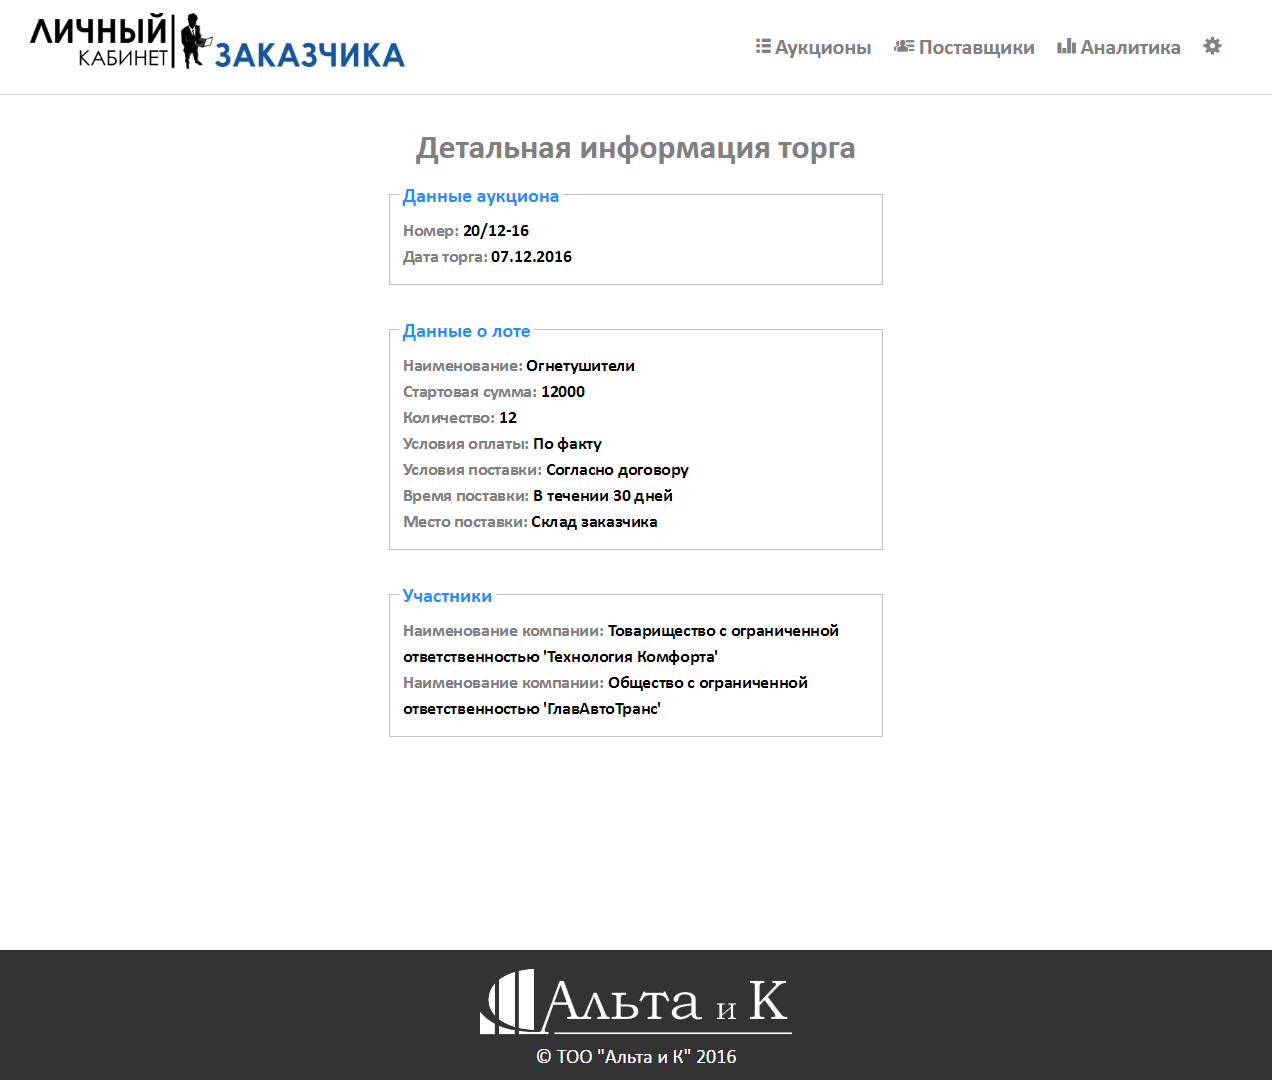 ЛИЧНЫЙ
КАБИНЕТ
ЗАКАЗЧИКА
Аукционы Поставщики Аналитика
Детальная информация торга
Данные аукциона
Номер: 20/12-16
Дата торга: 07.12.2016
Данные о лоте
Наименование: Огнетушители
Стартовая сумма: 12000
Количество: 12
Условия оплаты: По факту
Условия поставки: Согласно договору
Время поставки: В течении 30 дней
Место поставки: Склад заказчика
Участники
Наименование компании: Товарищество с ограниченной
ответственностью 'Технология Комфорта'
Наименование компании: Общество с ограниченной
ответственностью 'ГлавАвтоТранс'
Альта и К
© ТОО "Альта и К" 2016